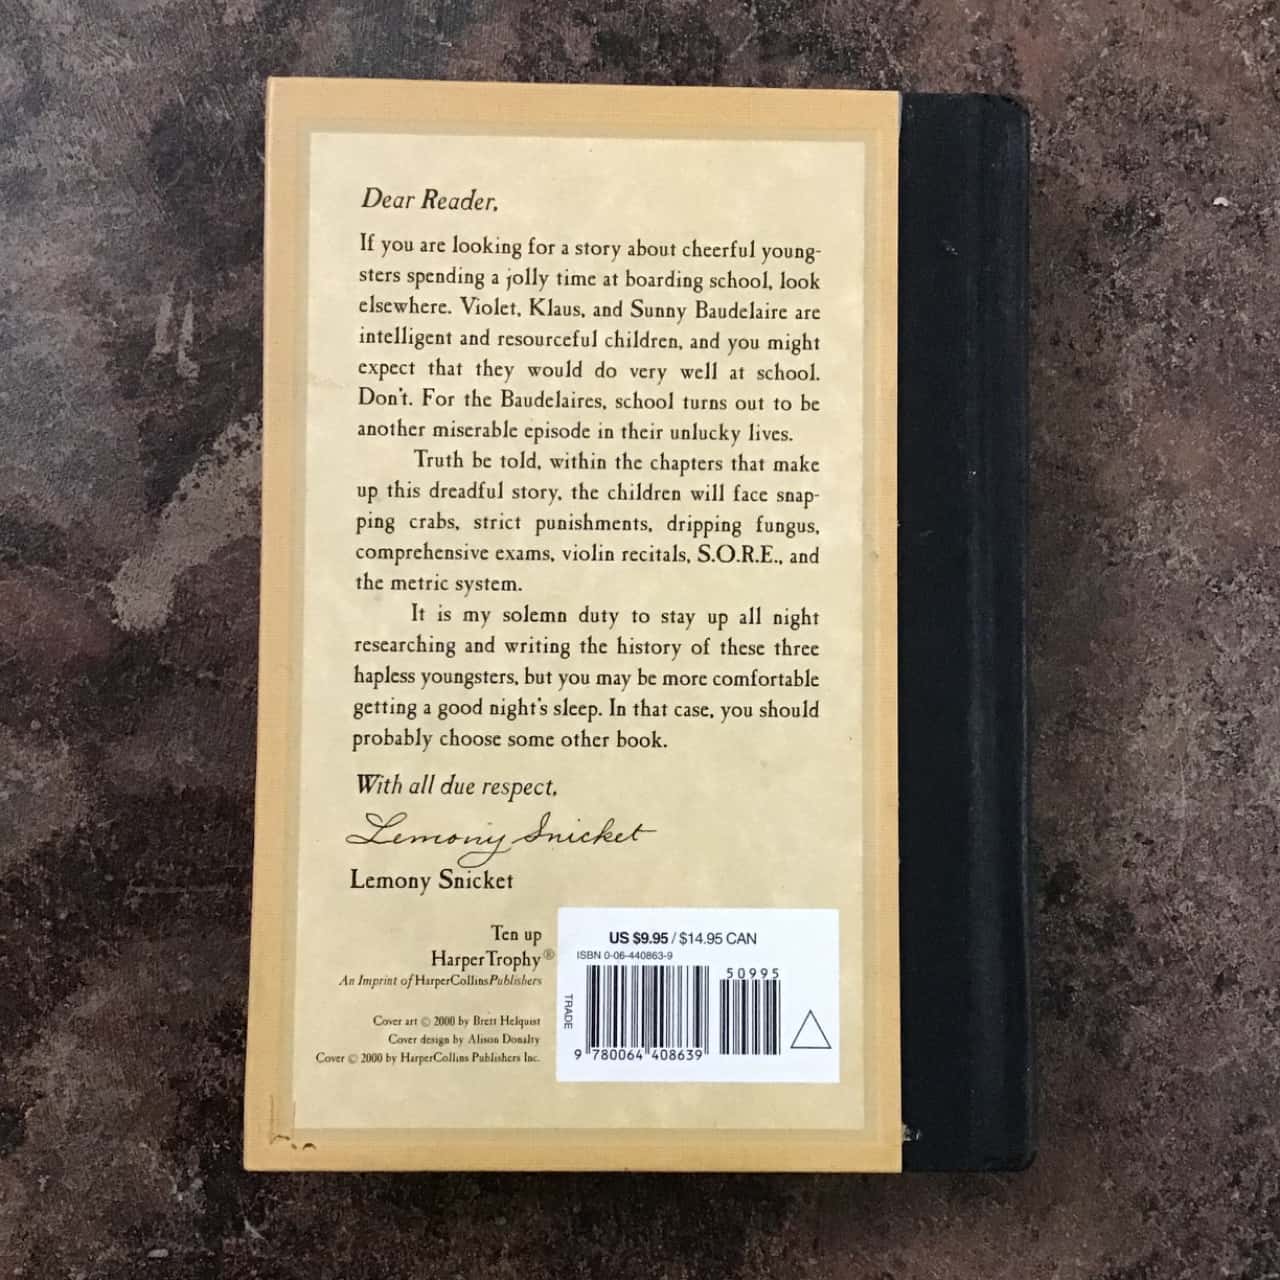 Dear Reader,
If you are looking for a story about cheerful young-
sters spending a jolly time at boarding school, look
elsewhere. Violet, Klaus, and Sunny Baudelaire are
intelligent and resourceful children, and you might
expect that they would do very well at school.
Don't. For the Baudelaires, school turns out to be
another miserable episode in their unlucky lives.
Truth be told, within the chapters that make
up this dreadful story, the children will face snap-
ping crabs, strict punishments, dripping fungus,
comprehensive exams, violin recitals, S.O.R.E., and
the metric system.
It is my solemn duty to stay up all night
researching and writing the history of these three
hapless youngsters, but you may be more comfortable
getting a good night's sleep. In that case, you should
probably choose some other book.
With all due respect,
Lemony Snicket
Lemony Snicket
Ten up
HarperTrophy®
An Imprint of HarperCollinsPublishers
Cover art © 2000 by Brett Helquist
Cover design by Alison Donalty
Cover © 2000 by HarperCollins Publishers Inc.
US $9.95 / $14.95 CAN
ISBN 0-06-440863-9
50995
TRADE
9 780064 408639